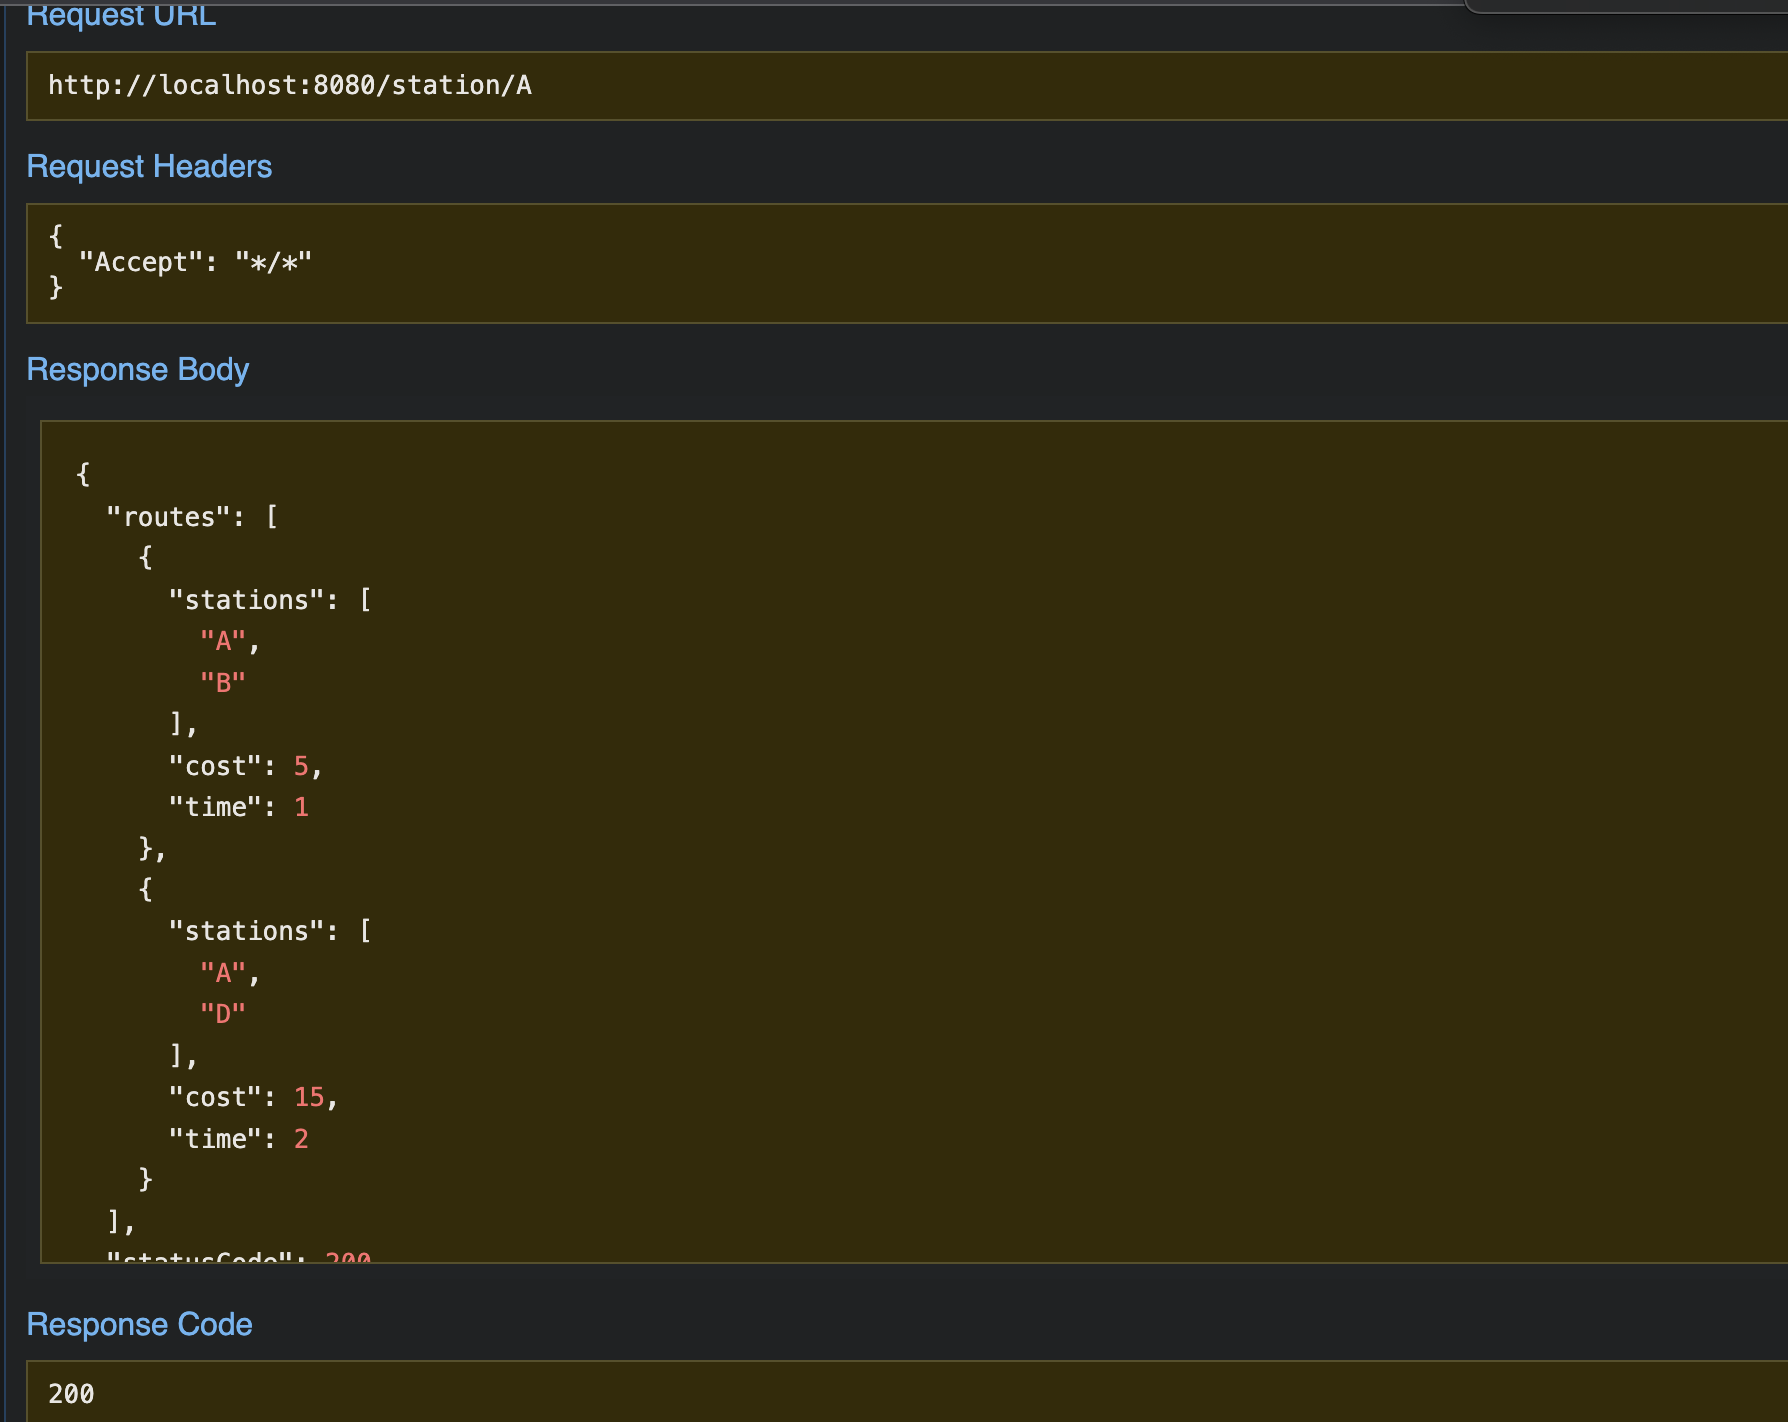 Request URL
http://localhost:8080/station/A
Request Headers
{
  "Accept": "*/*"
}
Response Body
{
  "routes": [
    {
      "stations": [
        "A",
        "B"
      ],
      "cost": 5,
      "time": 1
    },
    {
      "stations": [
        "A",
        "D"
      ],
      "cost": 15,
      "time": 2
    }
  ],
  "statusCode": 200
Response Code
200